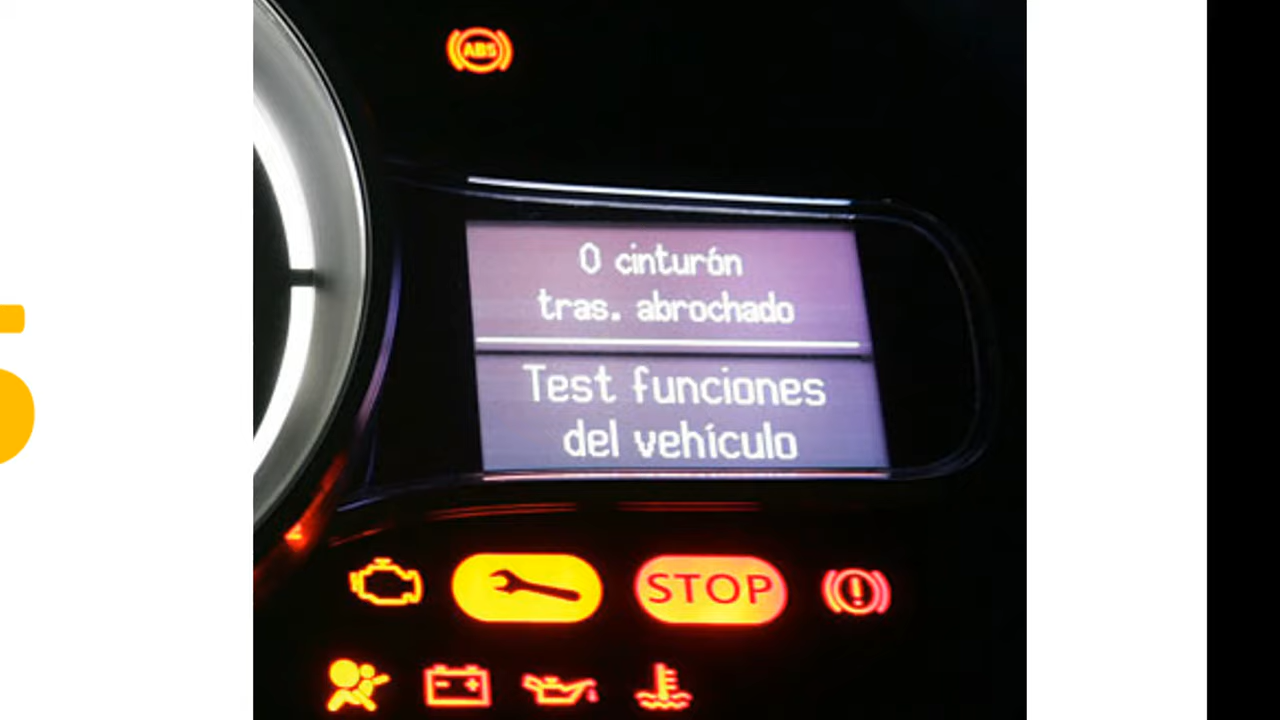 ABS
0 cinturón
tras. abrochado
Test funciones
del vehículo
STOP